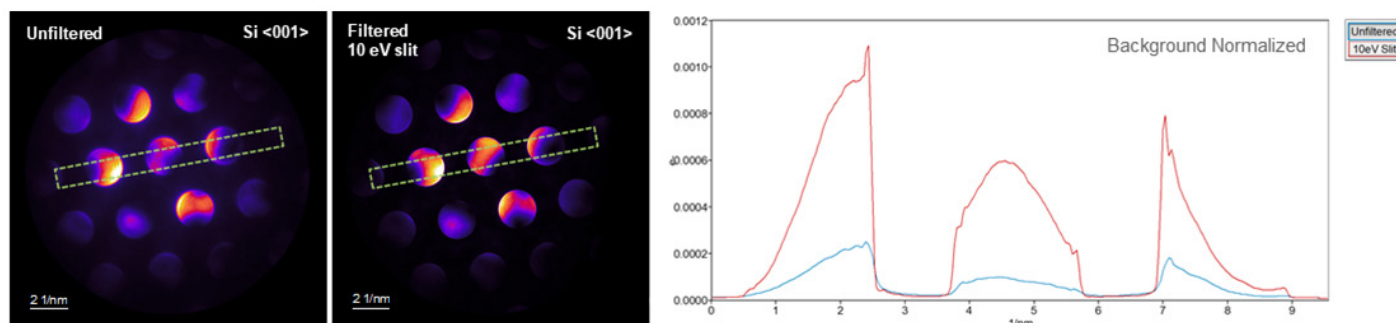 Unfiltered
Si <001>
2 1/nm
Filtered
10 eV slit
Si <001>
2 1/nm
Background Normalized
0.0012
0.0010
0.0008
0.0006
0.0004
0.0002
0.0000
0
1
2
3
4
5
6
7
8
9
1/nm
Unfiltered
10eV Slit